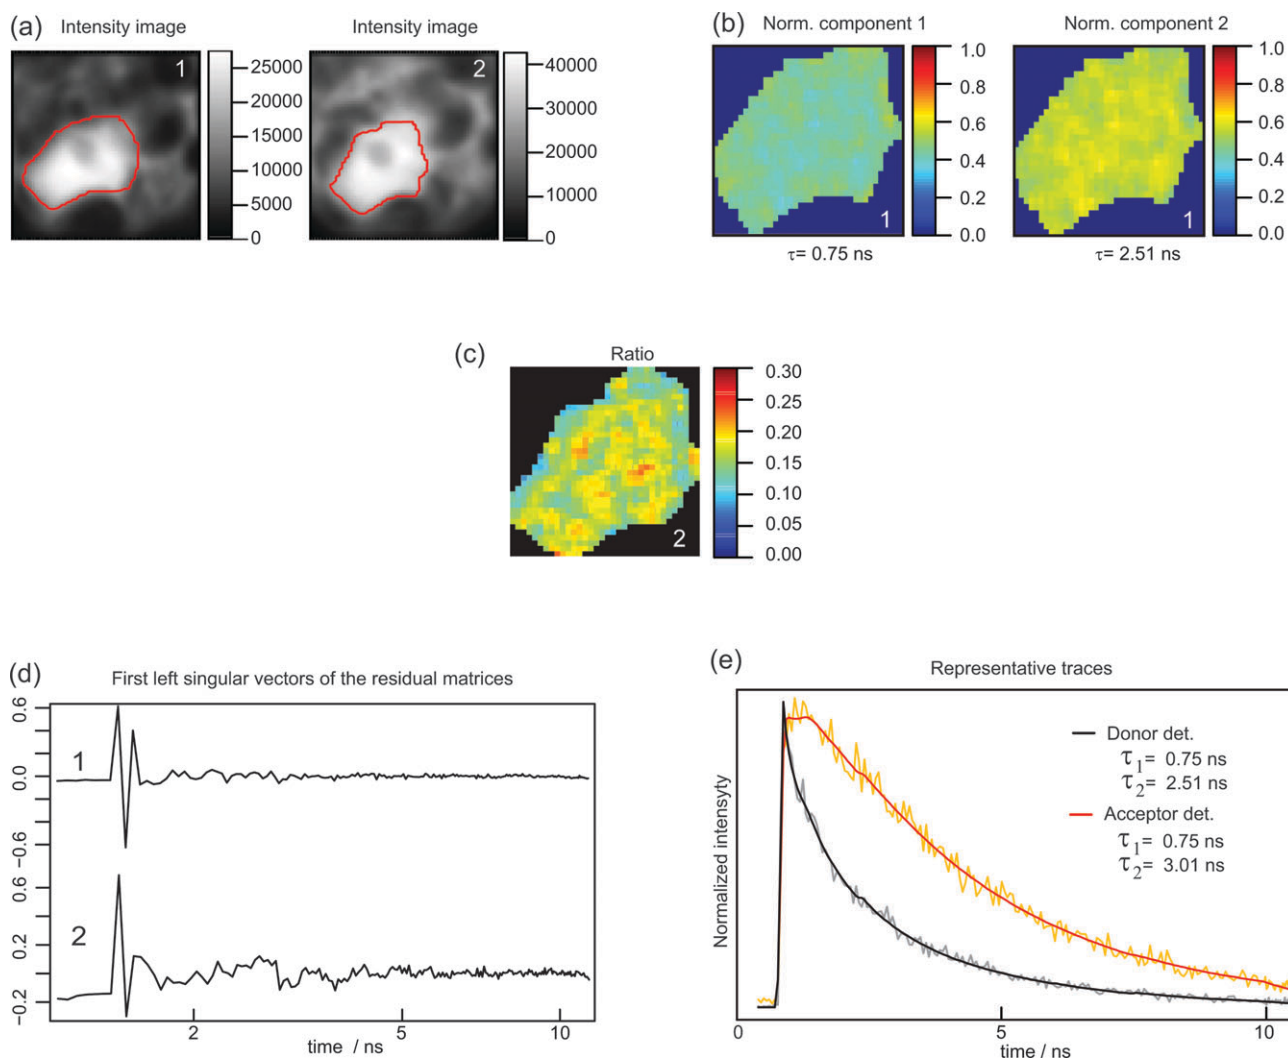 (a) Intensity image Intensity image
1 2
25000
20000
15000
10000
5000
0
40000
30000
20000
10000
0
(b) Norm. component 1 Norm. component 2
1.0
0.8
0.6
0.4
0.2
0.0
1
τ= 0.75 ns
1.0
0.8
0.6
0.4
0.2
0.0
1
τ= 2.51 ns
(c) Ratio
0.30
0.25
0.20
0.15
0.10
0.05
0.00
2
(d) First left singular vectors of the residual matrices
0.6
0.0
-0.6
1
0.6
0.2
-0.2
2
2 5 10
time / ns
(e) Representative traces
Normalized intensyty
Donor det.
τ1= 0.75 ns
τ2= 2.51 ns
Acceptor det.
τ1= 0.75 ns
τ2= 3.01 ns
0 5 10
time / ns